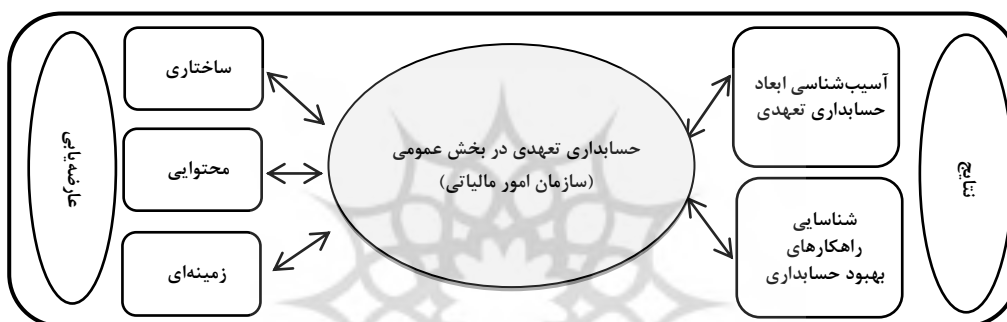 نتایج
آسیب‌شناسی ابعاد
حسابداری تعهدی
شناسایی
راهکارهای
بهبود حسابداری
حسابداری تعهدی در بخش عمومی
(سازمان امور مالیاتی)
ساختاری
محتوایی
زمینه‌ای
عارضه یابی